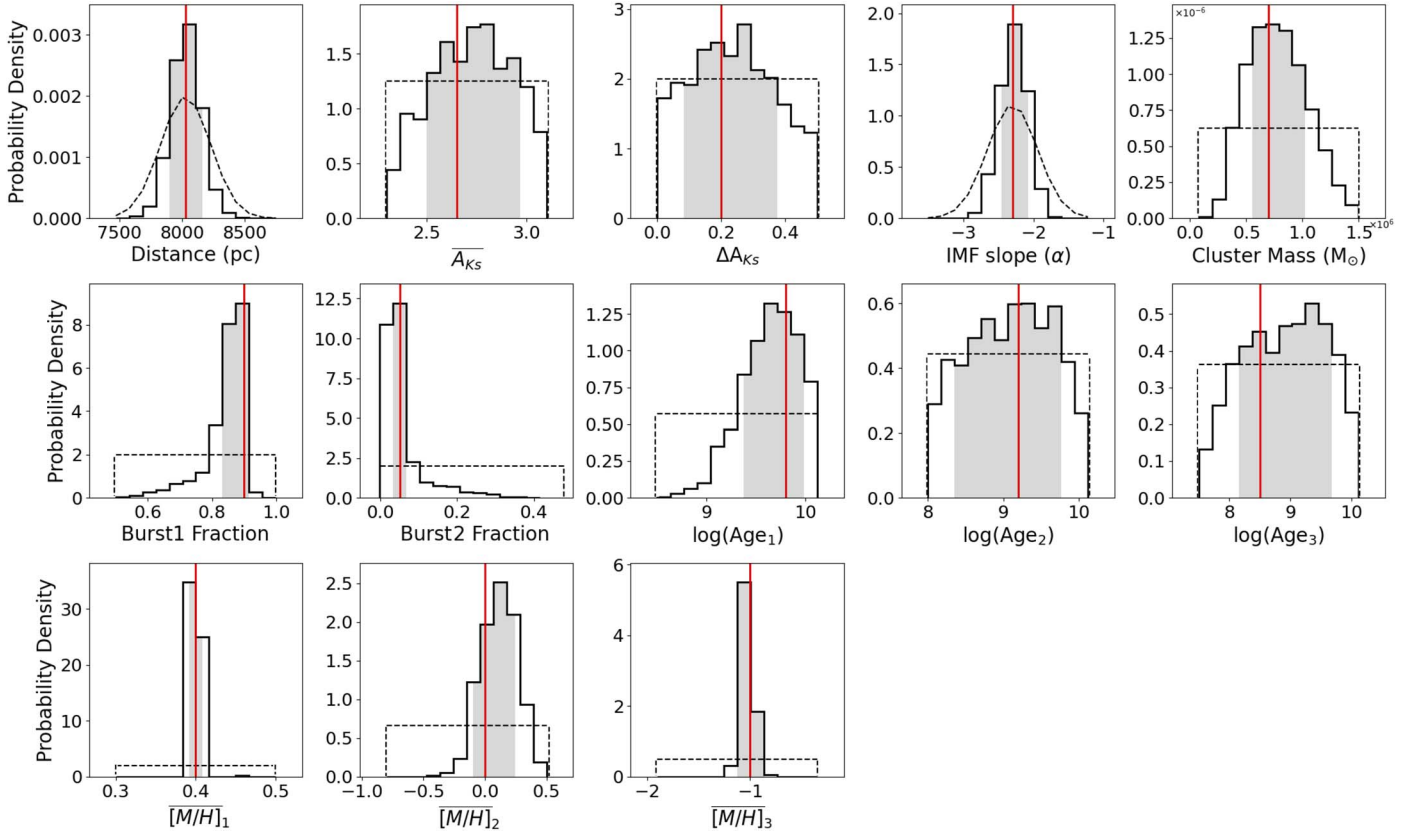 Probability Density
0.003
0.002
0.001
0.000
7500 8000 8500
Distance (pc)
1.5
1.0
0.5
0.0
2.5 3.0
A_Ks
3
2
1
0
0.0 0.2 0.4
ΔA_Ks
2.0
1.5
1.0
0.5
0.0
−3 −2 −1
IMF slope (α)
×10⁻⁶
1.25
1.00
0.75
0.50
0.25
0.00
0.0 0.5 1.0 1.5
×10⁶
Cluster Mass (M⊙)
Probability Density
8
6
4
2
0
0.6 0.8 1.0
Burst1 Fraction
12.5
10.0
7.5
5.0
2.5
0.0
0.0 0.2 0.4
Burst2 Fraction
1.25
1.00
0.75
0.50
0.25
0.00
9 10
log(Age₁)
0.6
0.4
0.2
0.0
8 9 10
log(Age₂)
0.5
0.4
0.3
0.2
0.1
0.0
8 9 10
log(Age₃)
Probability Density
30
20
10
0
0.3 0.4 0.5
[M/H]₁
2.5
2.0
1.5
1.0
0.5
0.0
−1.0 −0.5 0.0 0.5
[M/H]₂
6
4
2
0
−2 −1
[M/H]₃